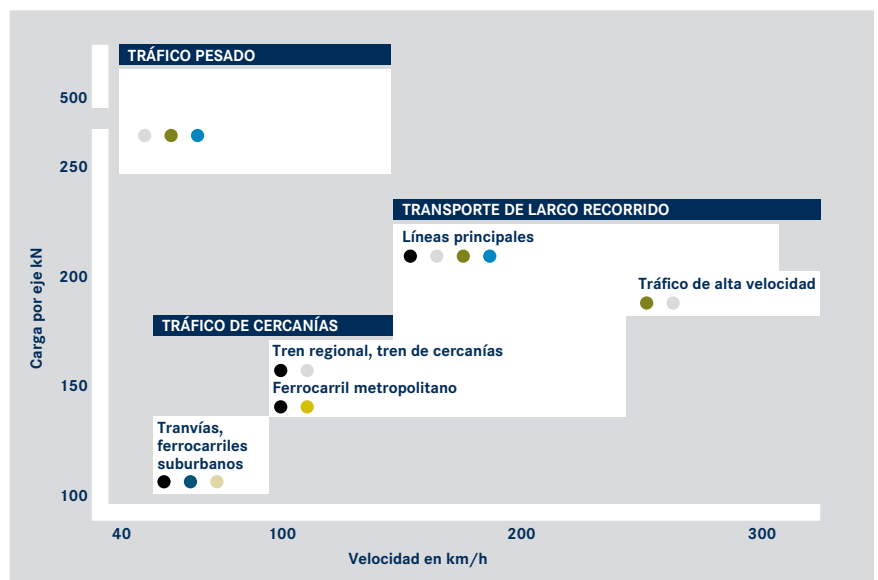 TRÁFICO PESADO
500
250
TRANSPORTE DE LARGO RECORRIDO
Líneas principales
200
Tráfico de alta velocidad
Carga por eje kN
TRÁFICO DE CERCANÍAS
Tren regional, tren de cercanías
150
Ferrocarril metropolitano
Tranvías,
ferrocarriles
suburbanos
100
40 100 200 300
Velocidad en km/h